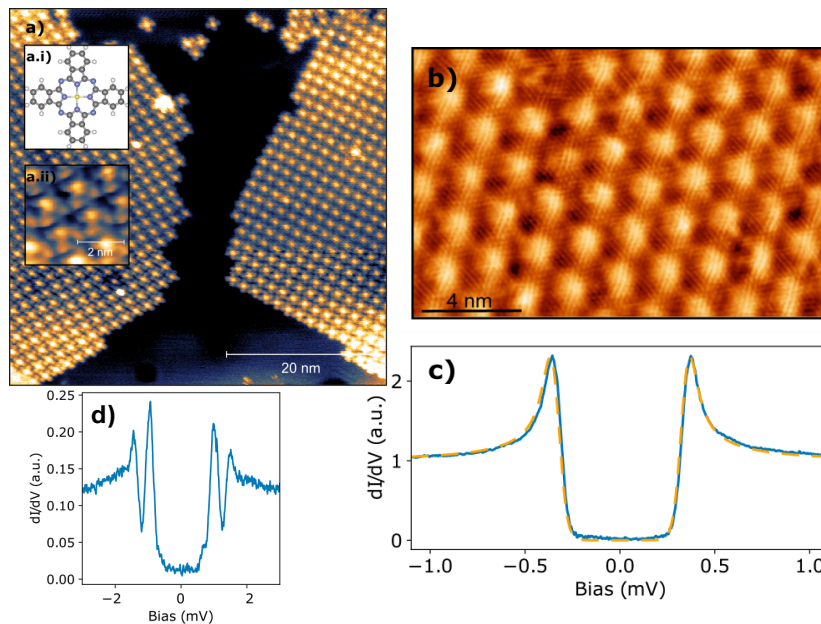 a)
a.i)
a.ii)
2 nm
20 nm
b)
4 nm
c)
dI/dV (a.u.)
2
1
0
−1.0 −0.5 0.0 0.5 1.0
Bias (mV)
d)
dI/dV (a.u.)
0.25
0.20
0.15
0.10
0.05
0.00
−2 0 2
Bias (mV)